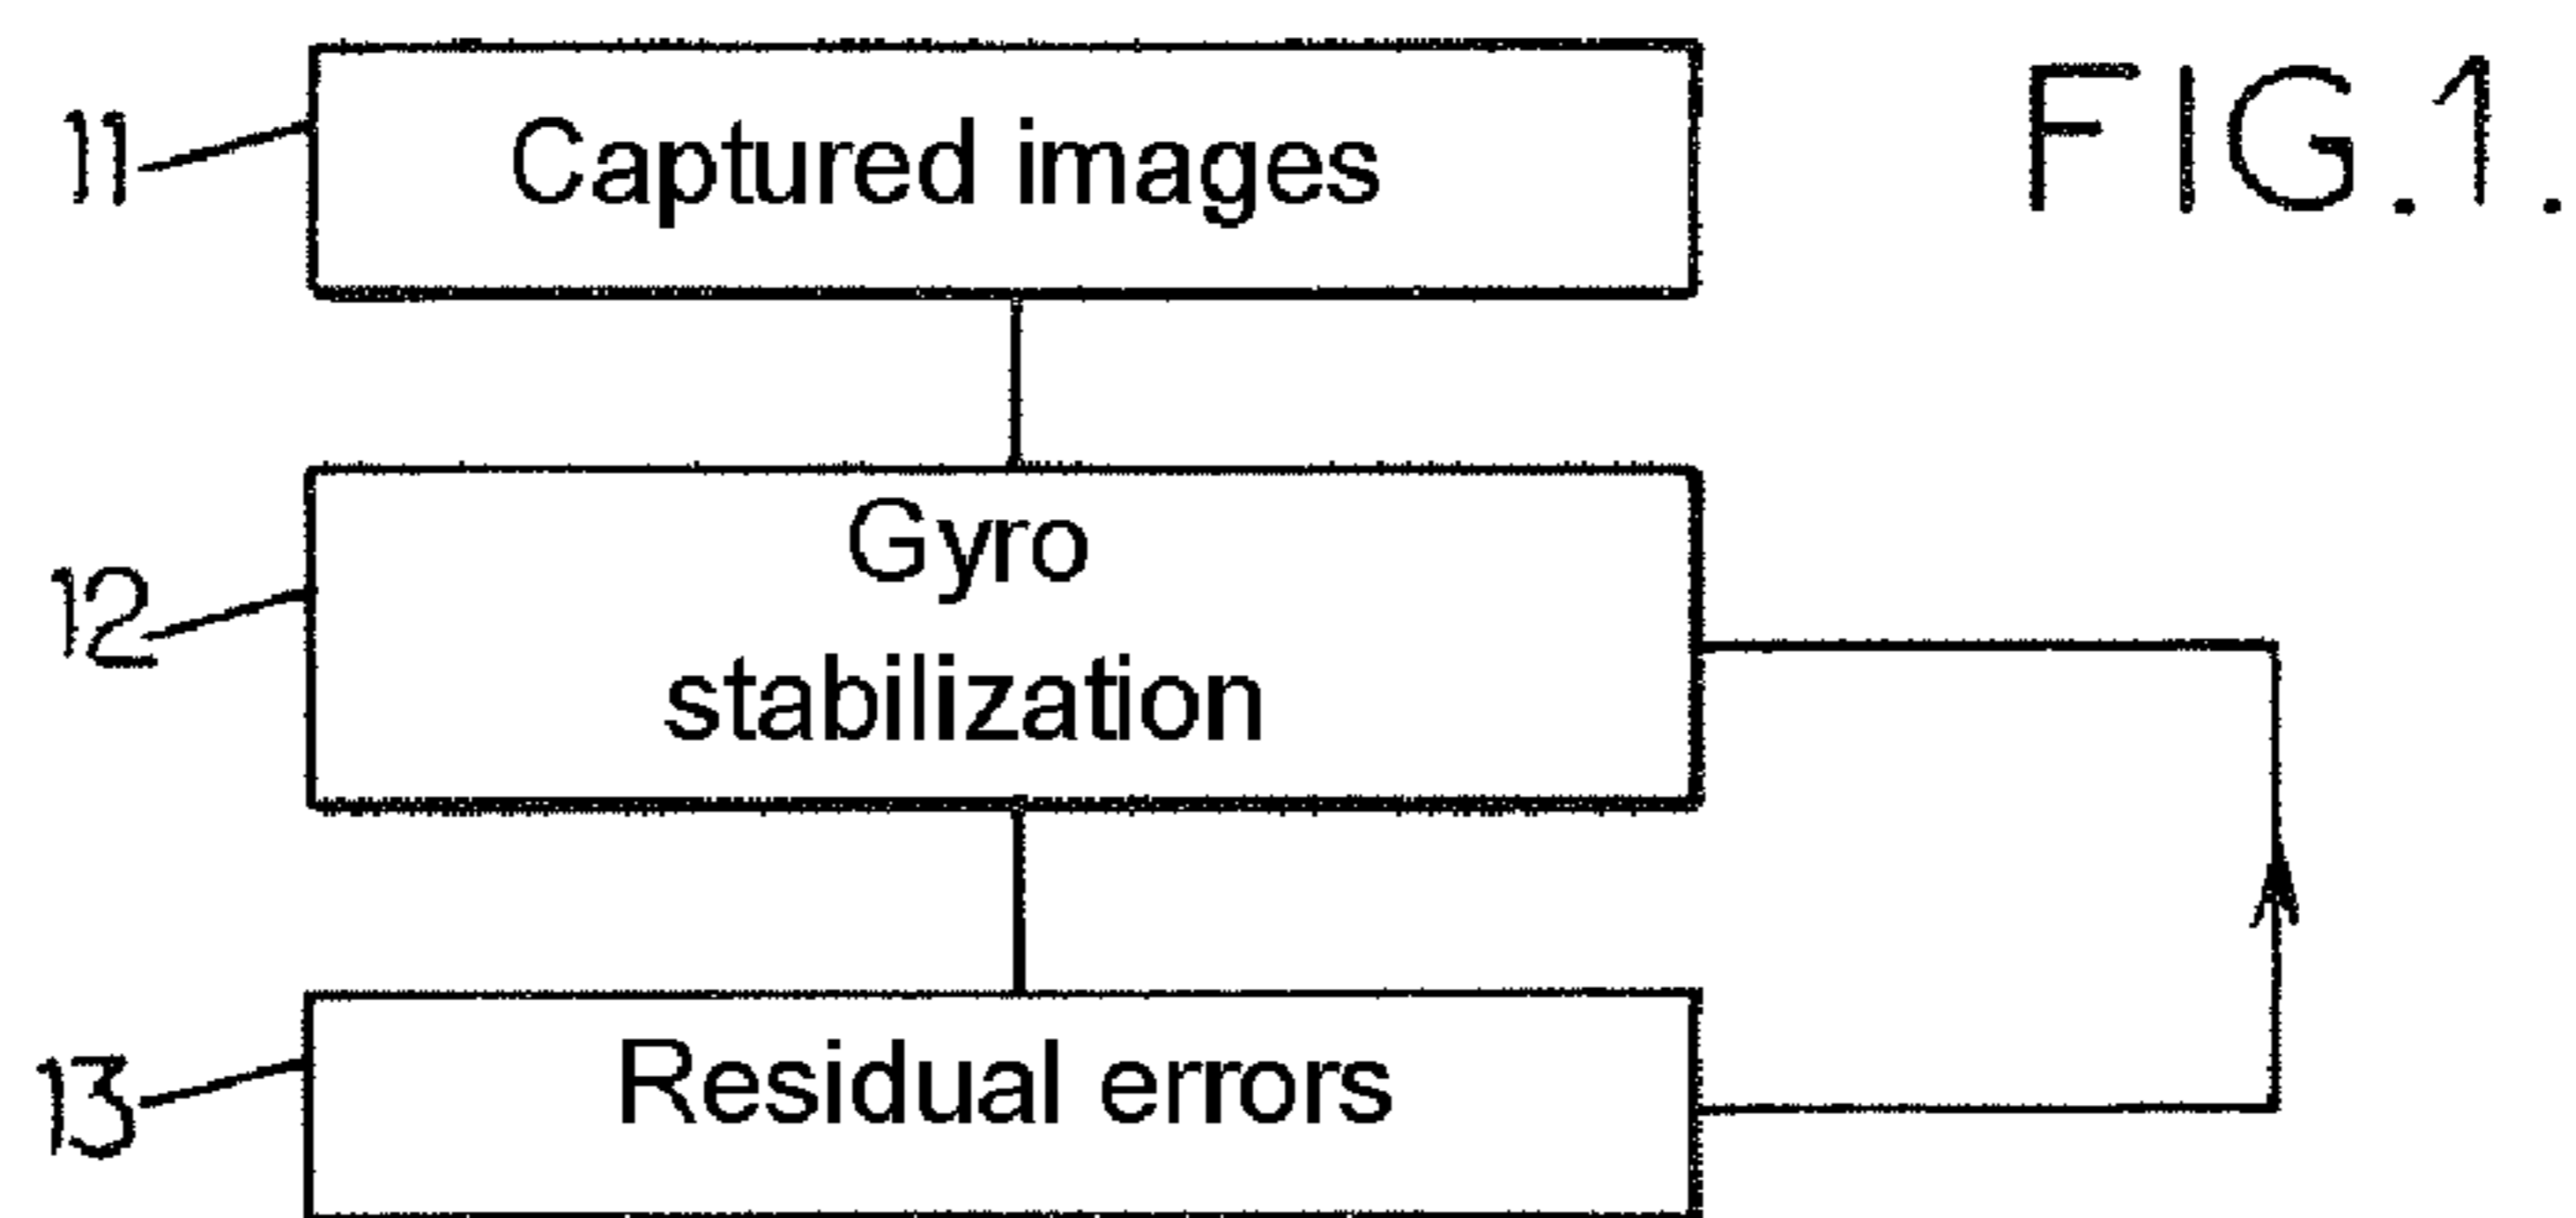 FIG.1.
11
Captured images
12
Gyro
stabilization
13
Residual errors